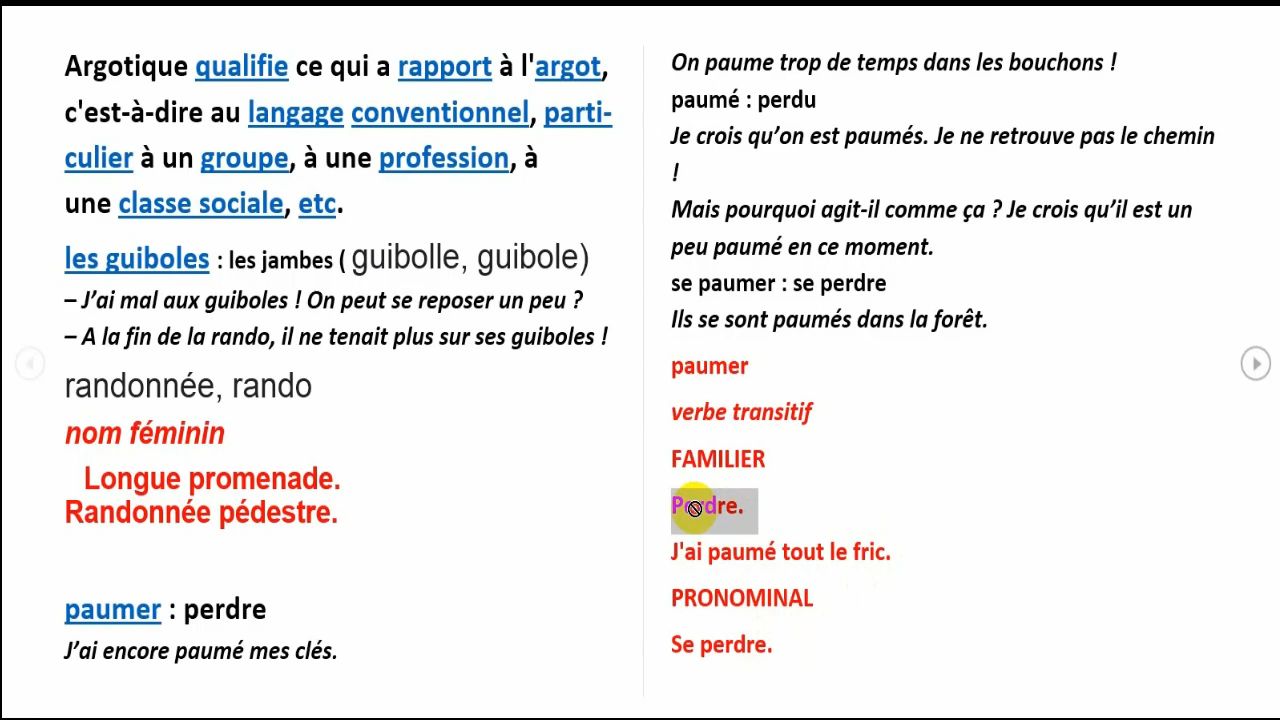 Argotique qualifie ce qui a rapport à l'argot,
c'est-à-dire au langage conventionnel, parti-
culier à un groupe, à une profession, à
une classe sociale, etc.
les guiboles : les jambes ( guibolle, guibole)
– J’ai mal aux guiboles ! On peut se reposer un peu ?
– A la fin de la rando, il ne tenait plus sur ses guiboles !
randonnée, rando
nom féminin
Longue promenade.
Randonnée pédestre.
paumer : perdre
J’ai encore paumé mes clés.
On paume trop de temps dans les bouchons !
paumé : perdu
Je crois qu’on est paumés. Je ne retrouve pas le chemin
!
Mais pourquoi agit-il comme ça ? Je crois qu’il est un
peu paumé en ce moment.
se paumer : se perdre
Ils se sont paumés dans la forêt.
paumer
verbe transitif
FAMILIER
Perdre.
J'ai paumé tout le fric.
PRONOMINAL
Se perdre.